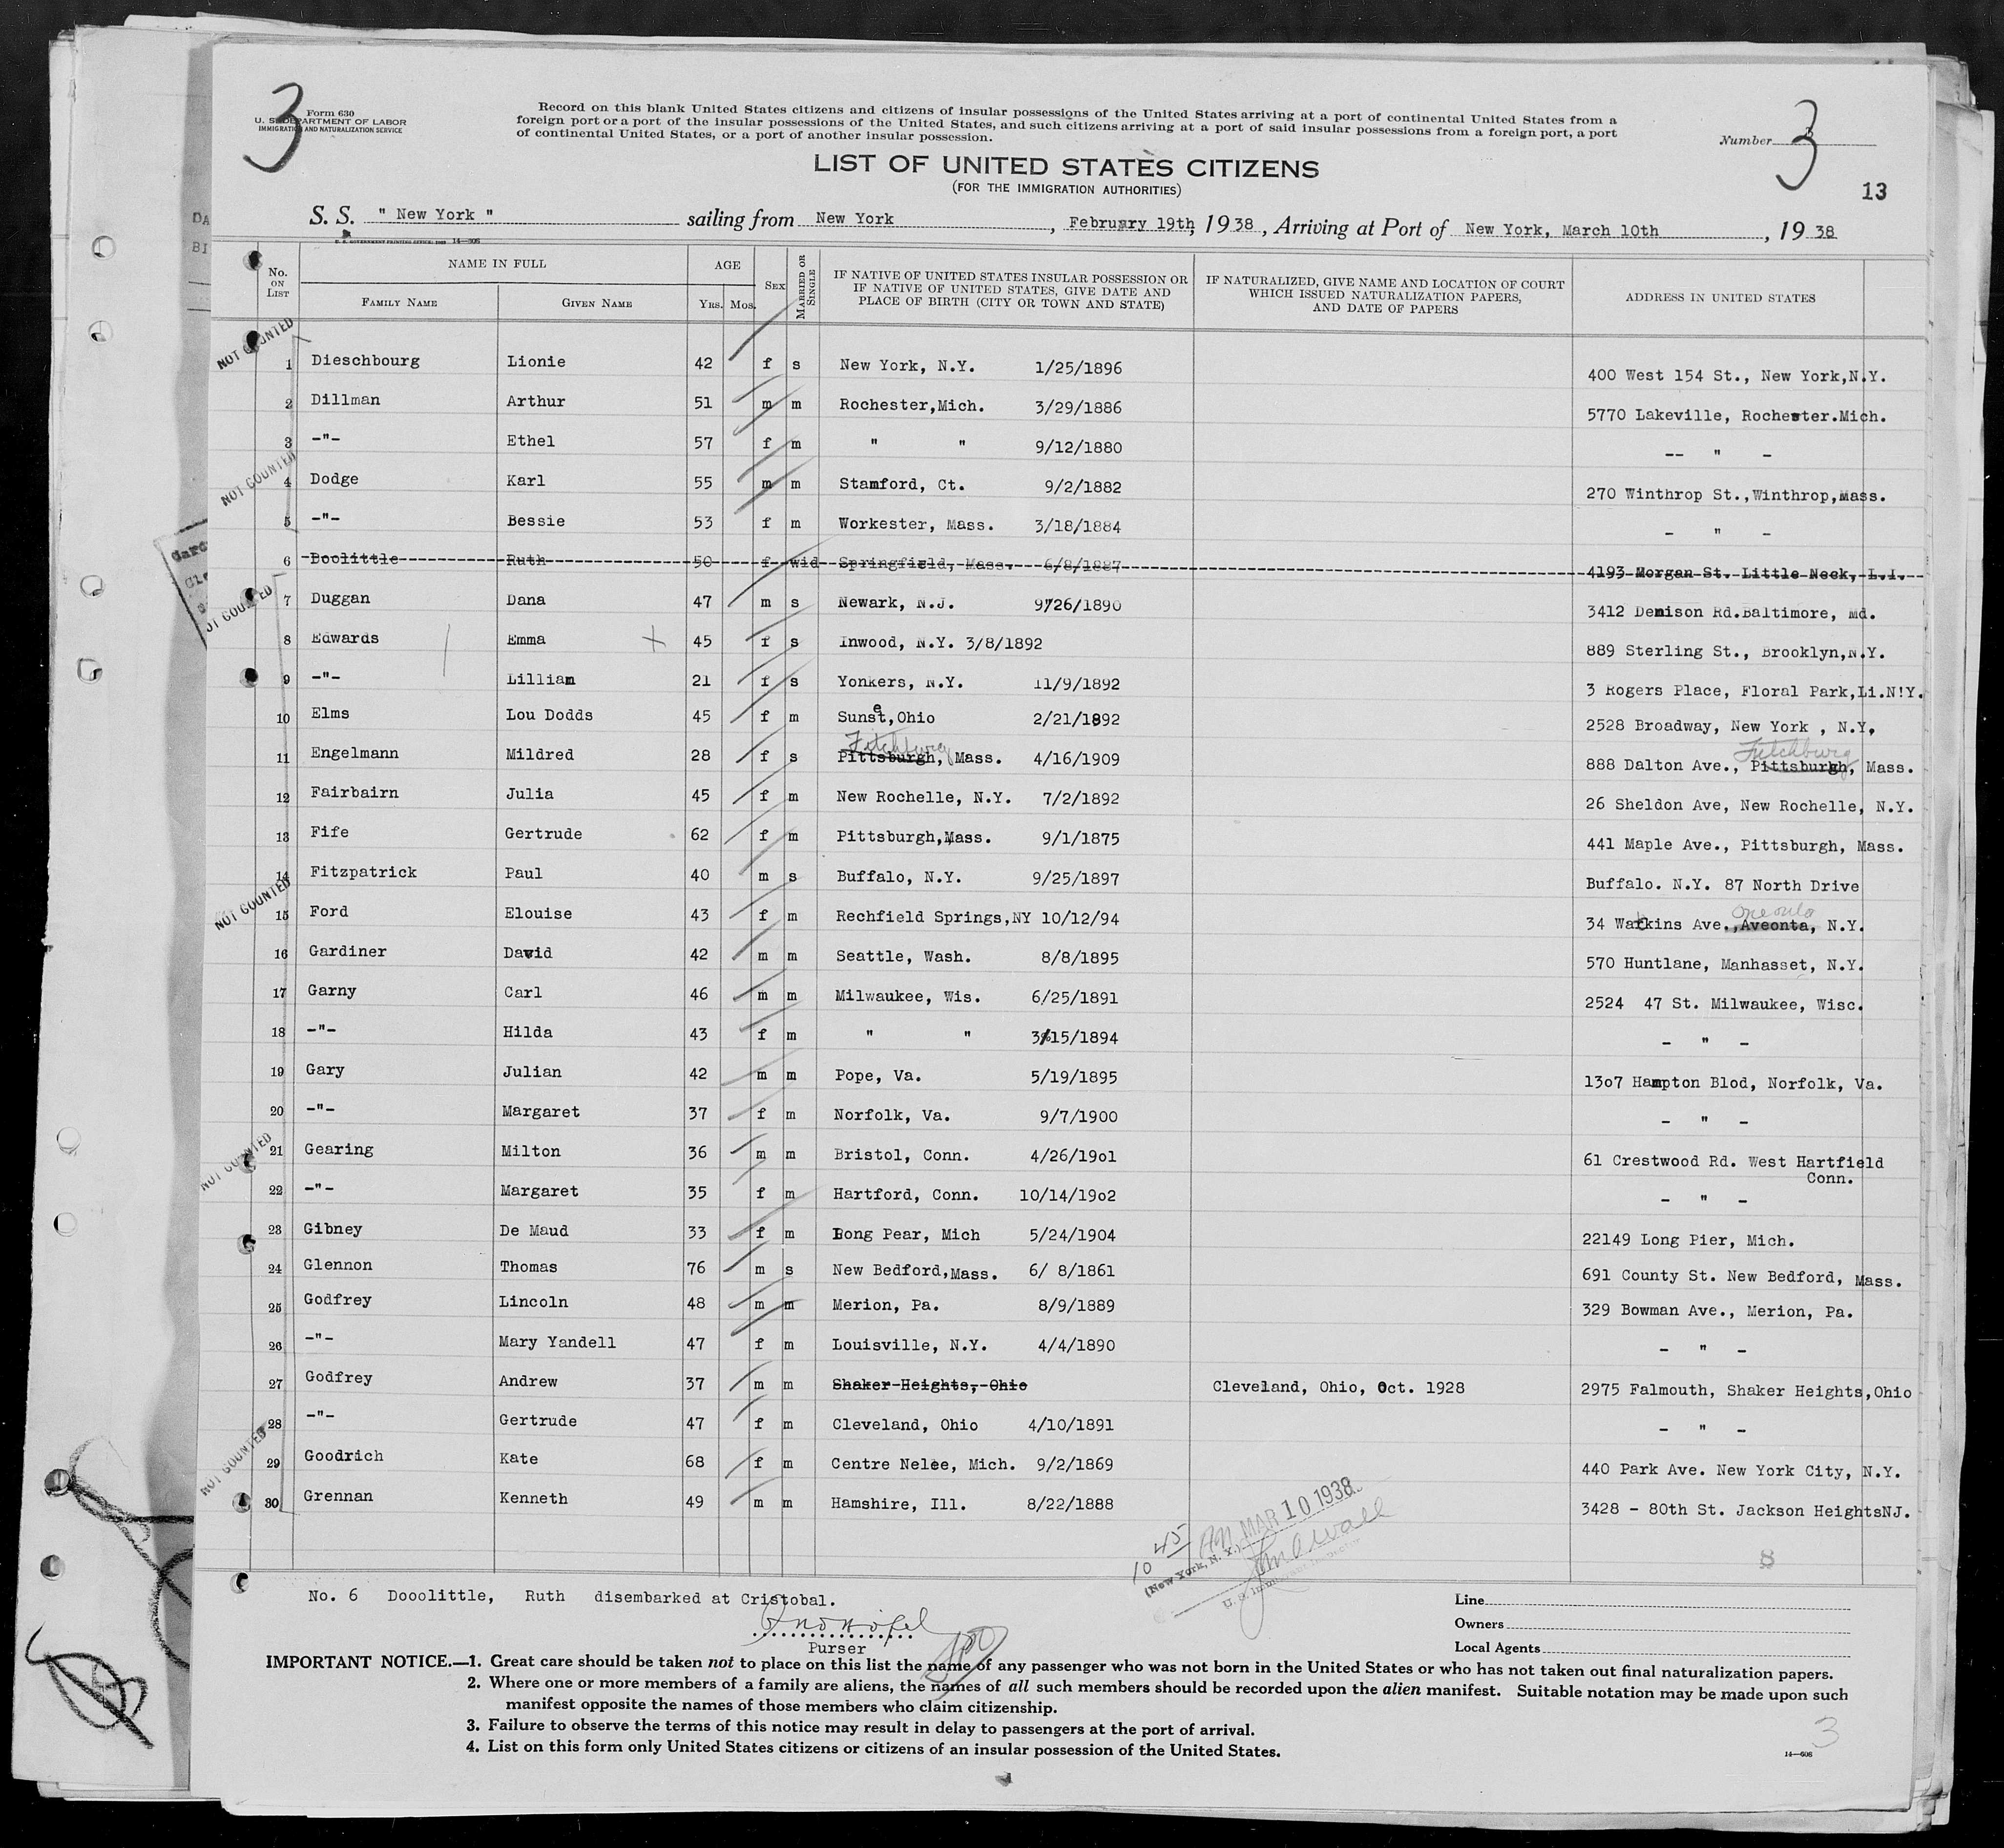 3
Form 630
U. S. DEPARTMENT OF LABOR
IMMIGRATION AND NATURALIZATION SERVICE
Record on this blank United States citizens and citizens of insular possessions of the United States arriving at a port of continental United States from a
foreign port or a port of the insular possessions of the United States, and such citizens arriving at a port of said insular possessions from a foreign port, a port
of continental United States, or a port of another insular possession.
Number 3
LIST OF UNITED STATES CITIZENS
(FOR THE IMMIGRATION AUTHORITIES)
13
S. S. " New York " sailing from New York, February 19th, 1938, Arriving at Port of New York, March 10th, 1938
U. S. GOVERNMENT PRINTING OFFICE: 14—606
No. ON LIST NAME IN FULL FAMILY NAME GIVEN NAME AGE YRS. MOS. SEX MARRIED OR SINGLE IF NATIVE OF UNITED STATES INSULAR POSSESSION OR IF NATIVE OF UNITED STATES, GIVE DATE AND PLACE OF BIRTH (CITY OR TOWN AND STATE) IF NATURALIZED, GIVE NAME AND LOCATION OF COURT WHICH ISSUED NATURALIZATION PAPERS, AND DATE OF PAPERS ADDRESS IN UNITED STATES
NOT COUNTED
1 Dieschbourg Lionie 42 f s New York, N.Y. 1/25/1896 400 West 154 St., New York,N.Y.
2 Dillman Arthur 51 m m Rochester,Mich. 3/29/1886 5770 Lakeville, Rochester.Mich.
3 -"- Ethel 57 f m " " 9/12/1880 -- " -
NOT COUNTED
4 Dodge Karl 55 m m Stamford, Ct. 9/2/1882 270 Winthrop St.,Winthrop,Mass.
5 -"- Bessie 53 f m Workester, Mass. 3/18/1884 - " -
6 Doolittle Ruth 50 f wid Springfield, Mass. 6/8/1887 4193 Morgan St. Little Neck, L.I.
NOT COUNTED
7 Duggan Dana 47 m s Newark, N.J. 9/26/1890 3412 Denison Rd.Baltimore, Md.
8 Edwards Emma 45 f s Inwood, N.Y. 3/8/1892 889 Sterling St., Brooklyn,N.Y.
9 -"- Lillian 21 f s Yonkers, N.Y. 11/9/1892 3 Rogers Place, Floral Park,Li.N!Y.
10 Elms Lou Dodds 45 f m Sunset,Ohio 2/21/1892 2528 Broadway, New York , N.Y.
11 Engelmann Mildred 28 f s Pittsburgh, Fitchburg Mass. 4/16/1909 888 Dalton Ave., Pittsburgh, Fitchburg Mass.
12 Fairbairn Julia 45 f m New Rochelle, N.Y. 7/2/1892 26 Sheldon Ave, New Rochelle, N.Y.
13 Fife Gertrude 62 f m Pittsburgh,Mass. 9/1/1875 441 Maple Ave., Pittsburgh, Mass.
14 Fitzpatrick Paul 40 m s Buffalo, N.Y. 9/25/1897 Buffalo. N.Y. 87 North Drive
NOT COUNTED
15 Ford Elouise 43 f m Rechfield Springs,NY 10/12/94 34 Watkins Ave.,Aveonta, N.Y.
16 Gardiner David 42 m m Seattle, Wash. 8/8/1895 570 Huntlane, Manhasset, N.Y.
17 Garny Carl 46 m m Milwaukee, Wis. 6/25/1891 2524 47 St. Milwaukee, Wisc.
18 -"- Hilda 43 f m " " 3/15/1894 - " -
19 Gary Julian 42 m m Pope, Va. 5/19/1895 13o7 Hampton Blod, Norfolk, Va.
20 -"- Margaret 37 f m Norfolk, Va. 9/7/1900 - " -
NOT COUNTED
21 Gearing Milton 36 m m Bristol, Conn. 4/26/19o1 61 Crestwood Rd. West Hartfield
Conn.
22 -"- Margaret 35 f m Hartford, Conn. 10/14/19o2 - " -
23 Gibney De Maud 33 f m Long Pear, Mich 5/24/1904 22149 Long Pier, Mich.
24 Glennon Thomas 76 m s New Bedford,Mass. 6/ 8/1861 691 County St. New Bedford, Mass.
25 Godfrey Lincoln 48 m m Merion, Pa. 8/9/1889 329 Bowman Ave., Merion, Pa.
26 -"- Mary Yandell 47 f m Louisville, N.Y. 4/4/1890 - " -
27 Godfrey Andrew 37 m m Shaker Heights, Ohio Cleveland, Ohio, Oct. 1928 2975 Falmouth, Shaker Heights,Ohio
28 -"- Gertrude 47 f m Cleveland, Ohio 4/10/1891 - " -
NOT COUNTED
29 Goodrich Kate 68 f m Centre Nelee, Mich. 9/2/1869 440 Park Ave. New York City, N.Y.
30 Grennan Kenneth 49 m m Hamshire, Ill. 8/22/1888 3428 - 80th St. Jackson HeightsNJ.
10 45 AM MAR 10 1938
(New York, N. Y.)
U. S. Immigrant Inspector
8
No. 6 Dooolittle, Ruth disembarked at Cristobal.
Purser
Line
Owners
Local Agents
IMPORTANT NOTICE.—1. Great care should be taken not to place on this list the name of any passenger who was not born in the United States or who has not taken out final naturalization papers.
2. Where one or more members of a family are aliens, the names of all such members should be recorded upon the alien manifest. Suitable notation may be made upon such
manifest opposite the names of those members who claim citizenship.
3. Failure to observe the terms of this notice may result in delay to passengers at the port of arrival.
4. List on this form only United States citizens or citizens of an insular possession of the United States.
3
14—606